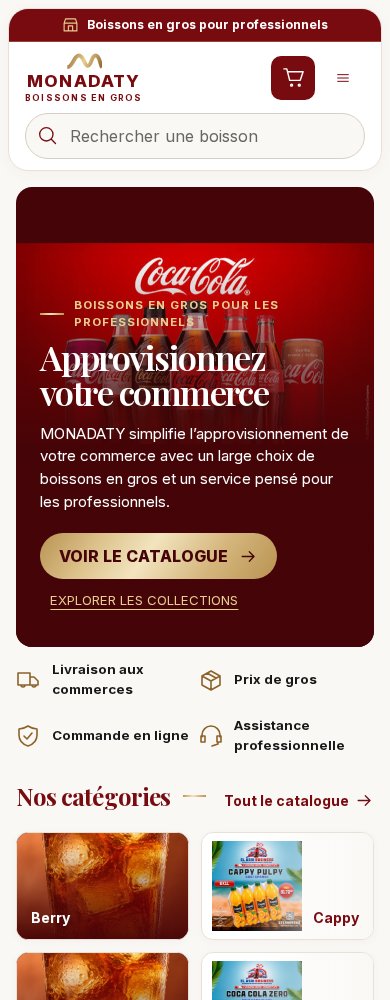 Boissons en gros pour professionnels
MONADATY
BOISSONS EN GROS
Rechercher une boisson
Coca-Cola
BOISSONS EN GROS POUR LES
PROFESSIONNELS
Approvisionnez
votre commerce
MONADATY simplifie l’approvisionnement de
votre commerce avec un large choix de
boissons en gros et un service pensé pour
les professionnels.
VOIR LE CATALOGUE
EXPLORER LES COLLECTIONS
Livraison aux
commerces
Prix de gros
Commande en ligne
Assistance
professionnelle
Nos catégories
Tout le catalogue
Berry
CAPPY PULPY
Cappy
COCA COLA ZERO